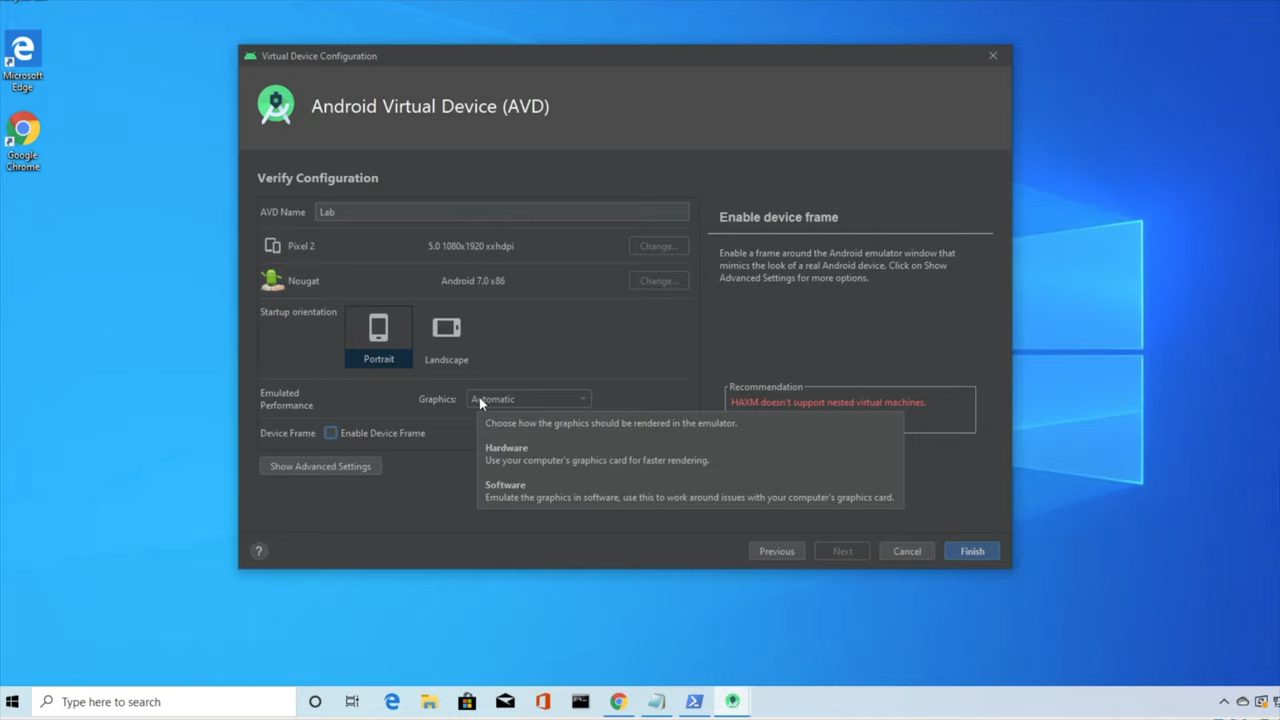 Microsoft
Edge
Google
Chrome
Virtual Device Configuration
Android Virtual Device (AVD)
Verify Configuration
AVD Name
Lab
Pixel 2
5.0 1080x1920 xxhdpi
Change...
Nougat
Android 7.0 x86
Change...
Startup orientation
Portrait
Landscape
Emulated
Performance
Graphics:
Automatic
Device Frame
Enable Device Frame
Show Advanced Settings
Choose how the graphics should be rendered in the emulator.
Hardware
Use your computer's graphics card for faster rendering.
Software
Emulate the graphics in software, use this to work around issues with your computer's graphics card.
Enable device frame
Enable a frame around the Android emulator window that
mimics the look of a real Android device. Click on Show
Advanced Settings for more options.
Recommendation
HAXM doesn't support nested virtual machines.
?
Previous
Next
Cancel
Finish
Type here to search